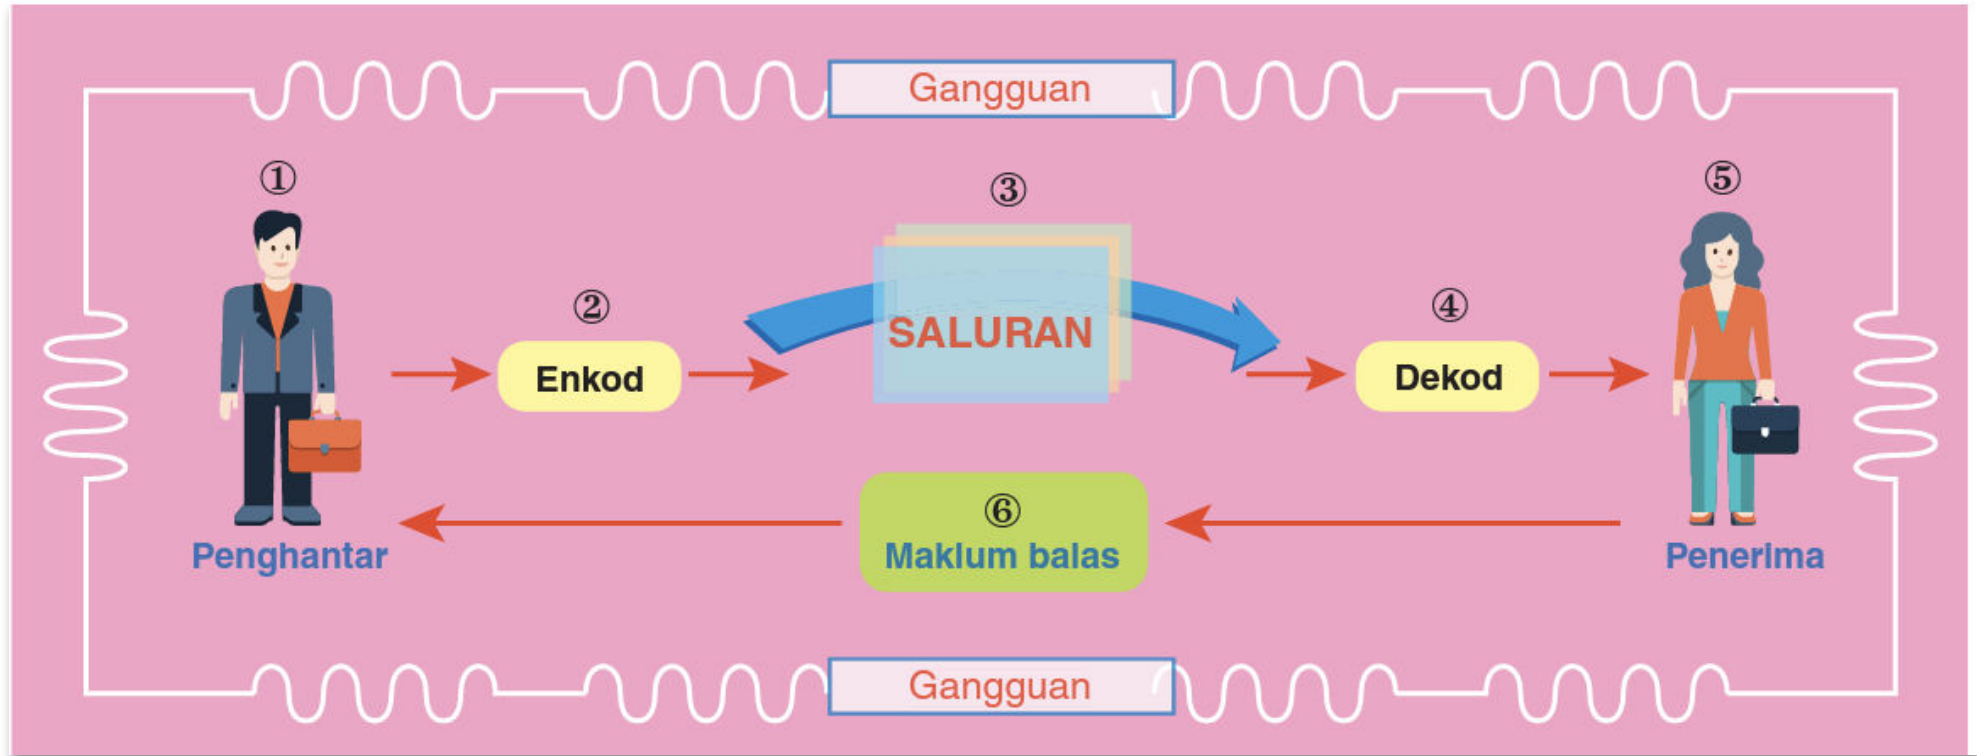 Gangguan
①
Penghantar
②
Enkod
③
SALURAN
④
Dekod
⑤
Penerima
⑥
Maklum balas
Gangguan